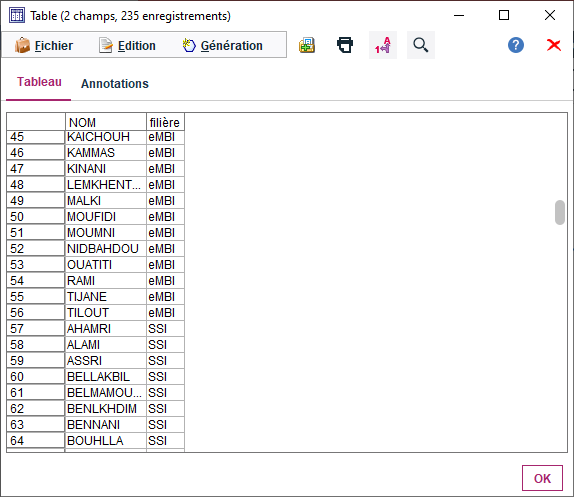 Table (2 champs, 235 enregistrements)
Fichier Edition Génération
Tableau Annotations
NOM filière
45 KAICHOUH eMBI
46 KAMMAS eMBI
47 KINANI eMBI
48 LEMKHENT... eMBI
49 MALKI eMBI
50 MOUFIDI eMBI
51 MOUMNI eMBI
52 NIDBAHDOU eMBI
53 OUATITI eMBI
54 RAMI eMBI
55 TIJANE eMBI
56 TILOUT eMBI
57 AHAMRI SSI
58 ALAMI SSI
59 ASSRI SSI
60 BELLAKBIL SSI
61 BELMAMOU... SSI
62 BENLKHDIM SSI
63 BENNANI SSI
64 BOUHLLA SSI
OK